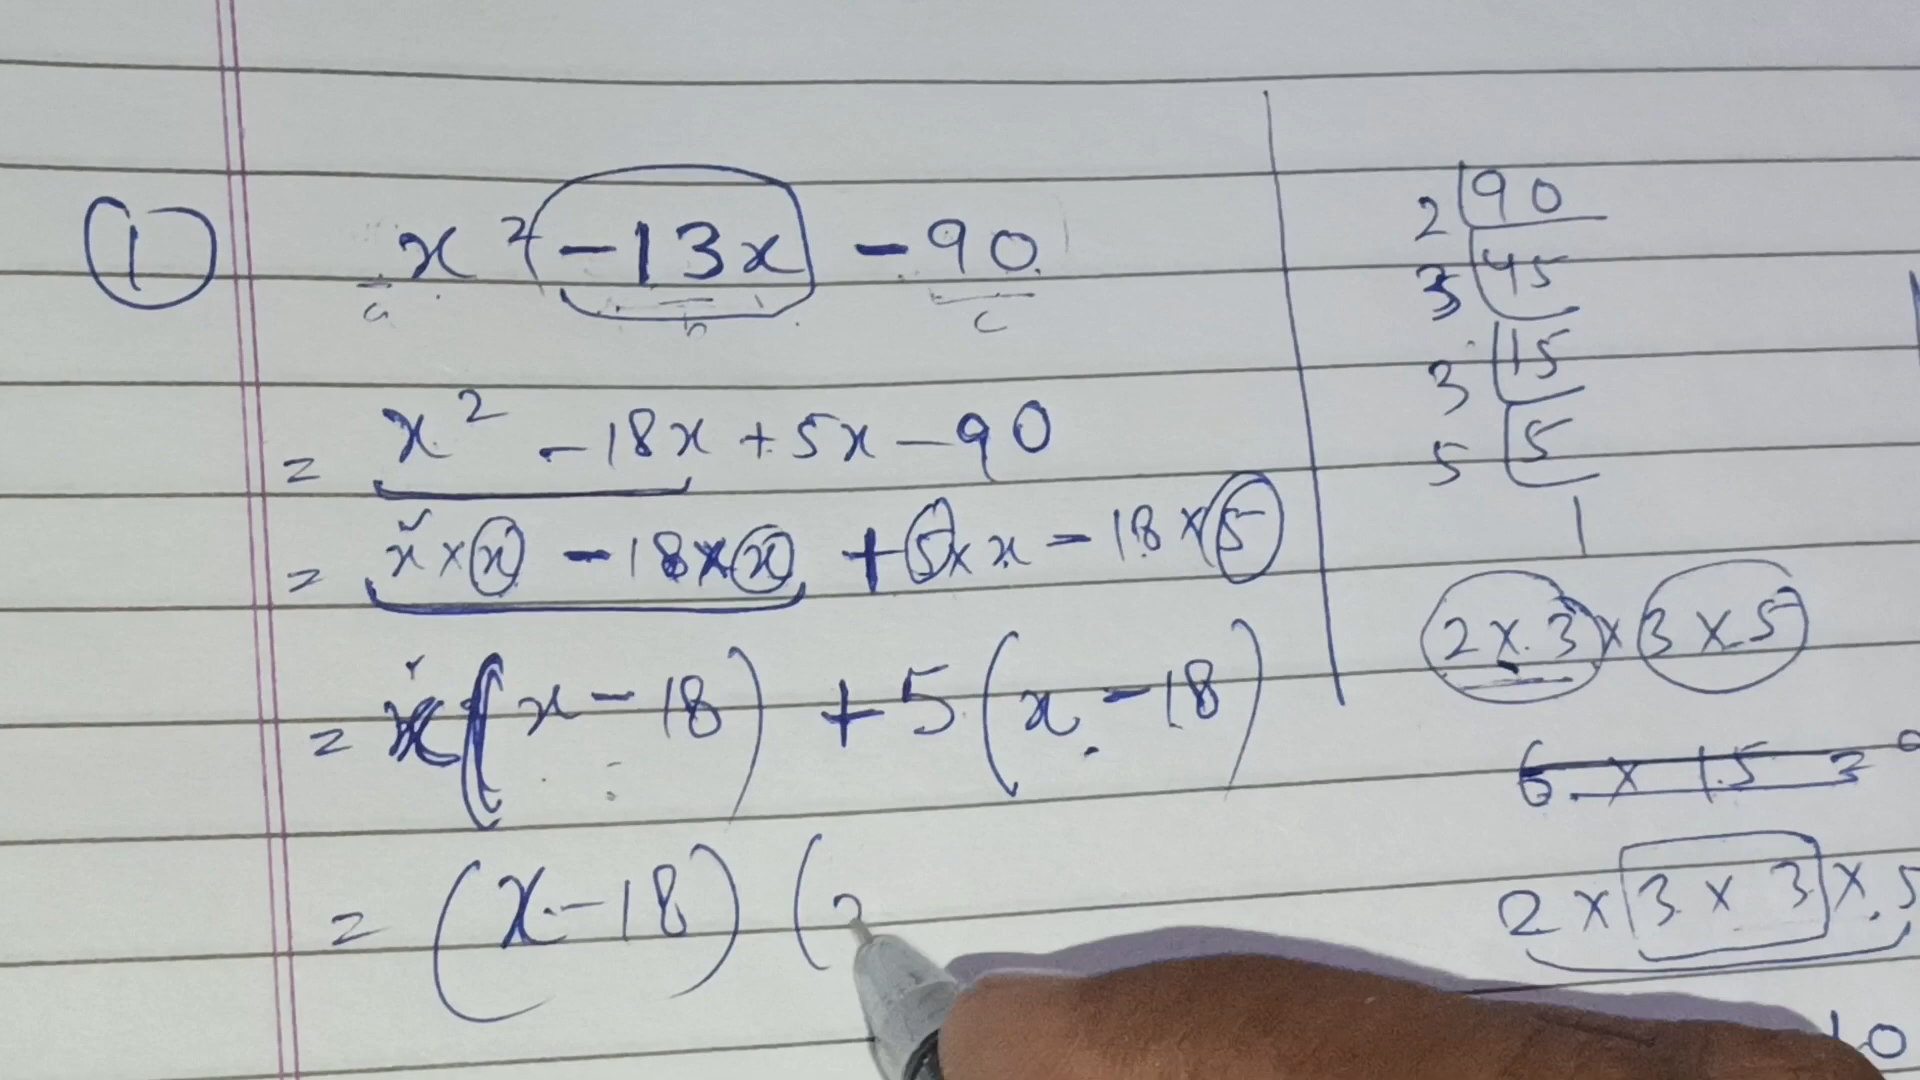 ① x² -13x - 90
a b c
= x² - 18x + 5x - 90
= x × x - 18 × x + 5 × x - 18 × 5
= x (x - 18) + 5 (x - 18)
= (x - 18) (
2 | 90
3 | 45
3 | 15
5 | 5
1
2 × 3 × 3 × 5
6 × 15
2 × 3 × 3 × 5
10